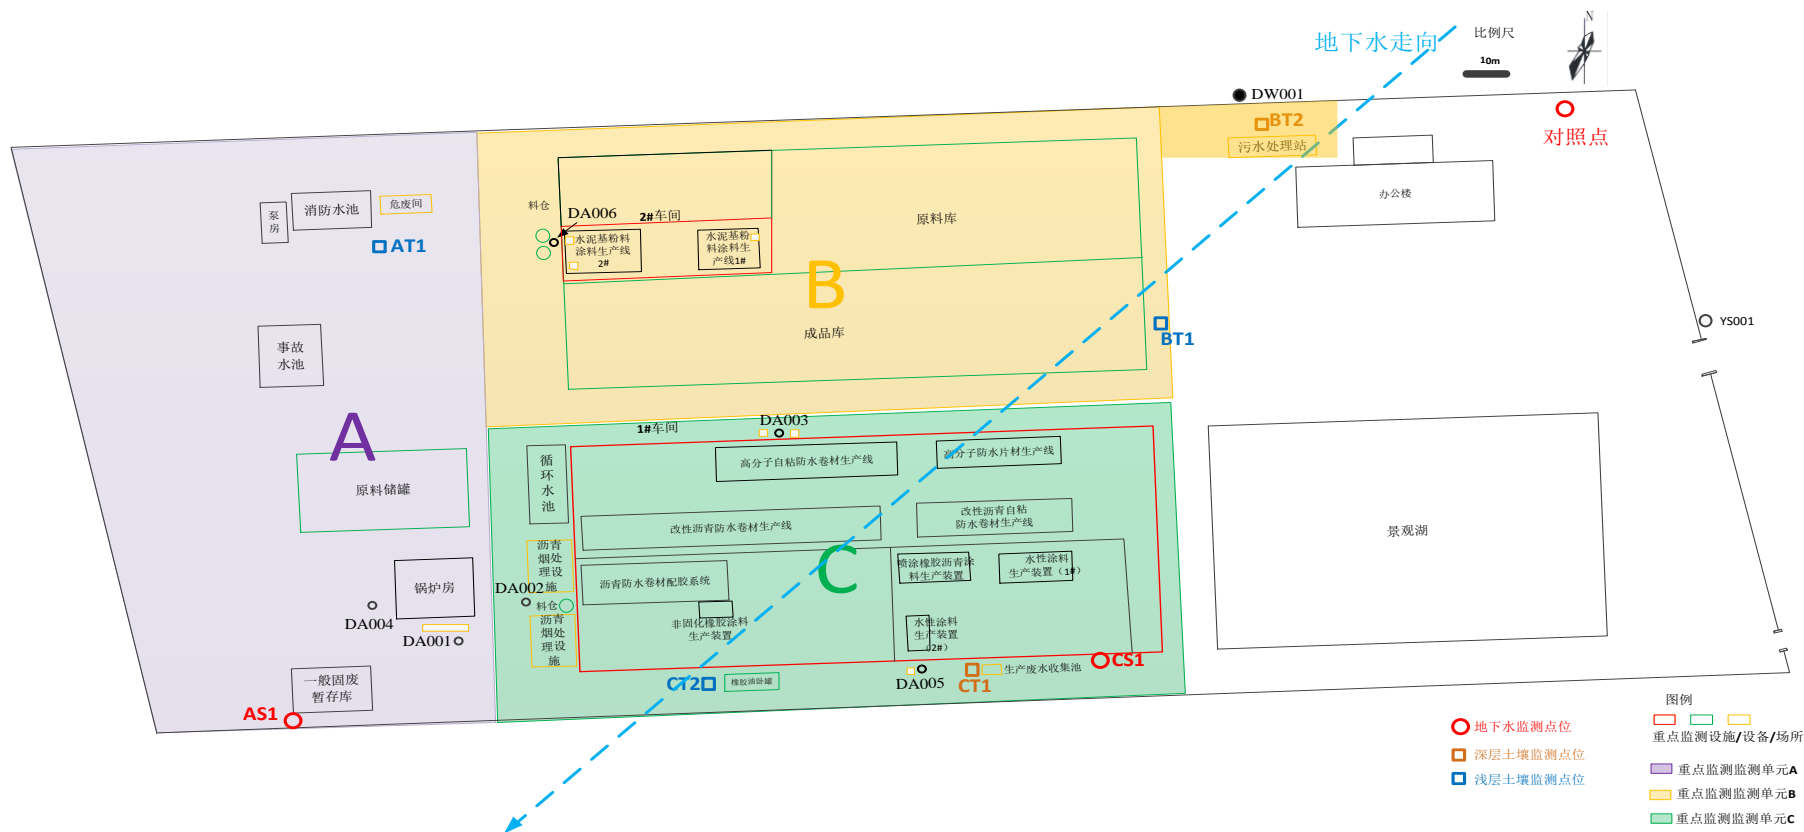 地下水走向
比例尺
10m
N
DW001
BT2
污水处理站
对照点
办公楼
泵
房
消防水池
危废间
AT1
料仓
DA006
2#车间
原料库
水泥基粉料
涂料生产线
2#
水泥基粉
料涂料生
产线1#
B
成品库
BT1
YS001
事故
水池
A
原料储罐
1#车间
DA003
循
环
水
池
高分子自粘防水卷材生产线
高分子防水片材生产线
改性沥青防水卷材生产线
改性沥青自粘
防水卷材生产线
景观湖
C
沥青
烟处
理设
施
沥青防水卷材配胶系统
喷涂橡胶沥青涂
料生产装置
水性涂料
生产装置（1#）
锅炉房
DA002
料仓
DA004
DA001
沥青
烟处
理设
施
非固化橡胶涂料
生产装置
水性涂料
生产装置
（2#）
CS1
一般固废
暂存库
CT2
橡胶油卧罐
DA005
CT1
生产废水收集池
AS1
图例
地下水监测点位
深层土壤监测点位
浅层土壤监测点位
重点监测设施/设备/场所
重点监测监测单元A
重点监测监测单元B
重点监测监测单元C